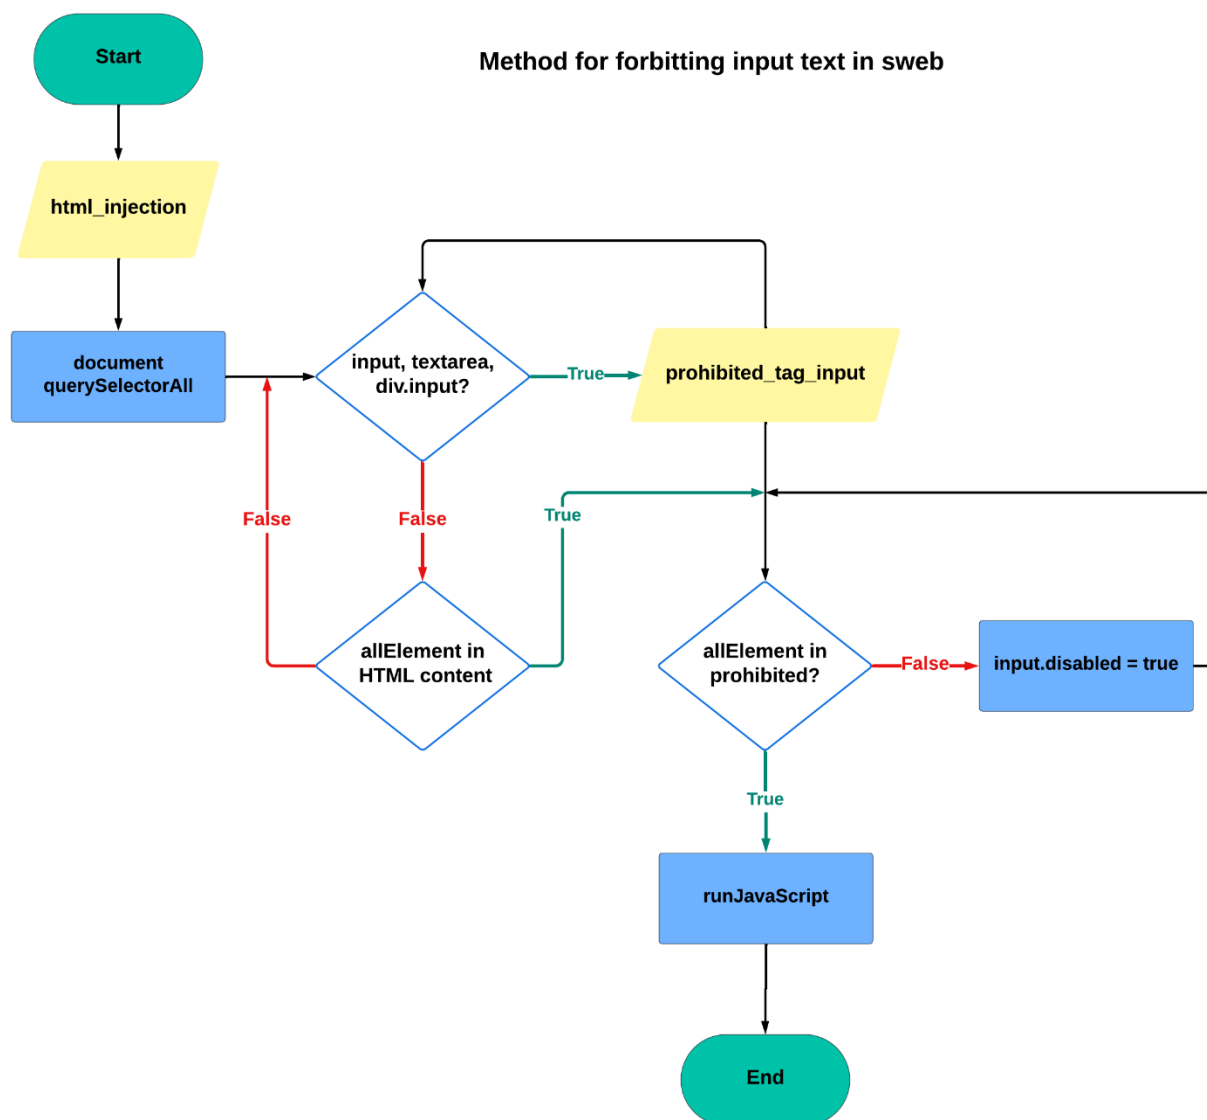 Start
Method for forbitting input text in sweb
html_injection
document
querySelectorAll
input, textarea,
div.input?
True
prohibited_tag_input
False
False
True
allElement in
HTML content
allElement in
prohibited?
False
input.disabled = true
True
runJavaScript
End